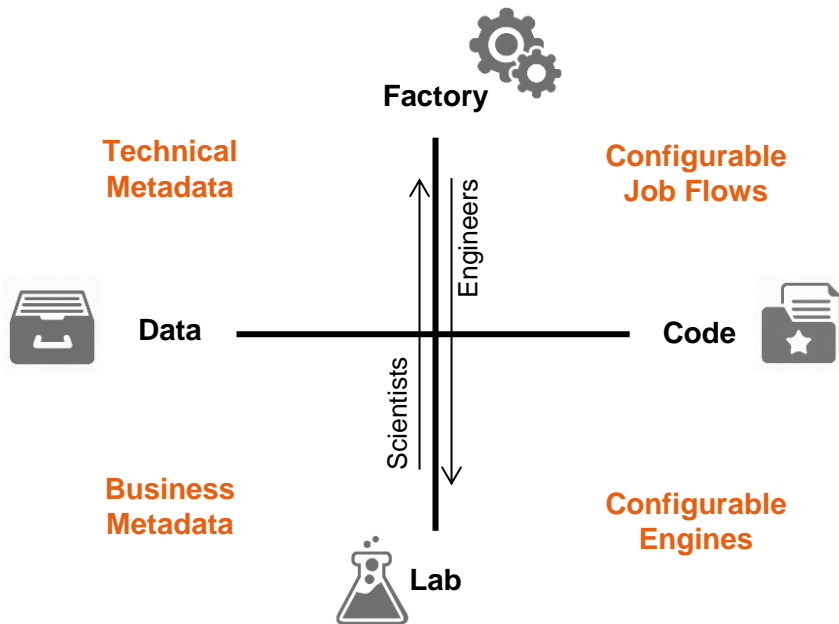 Factory
Technical
Metadata
Configurable
Job Flows
Engineers
Data
Code
Scientists
Business
Metadata
Configurable
Engines
Lab